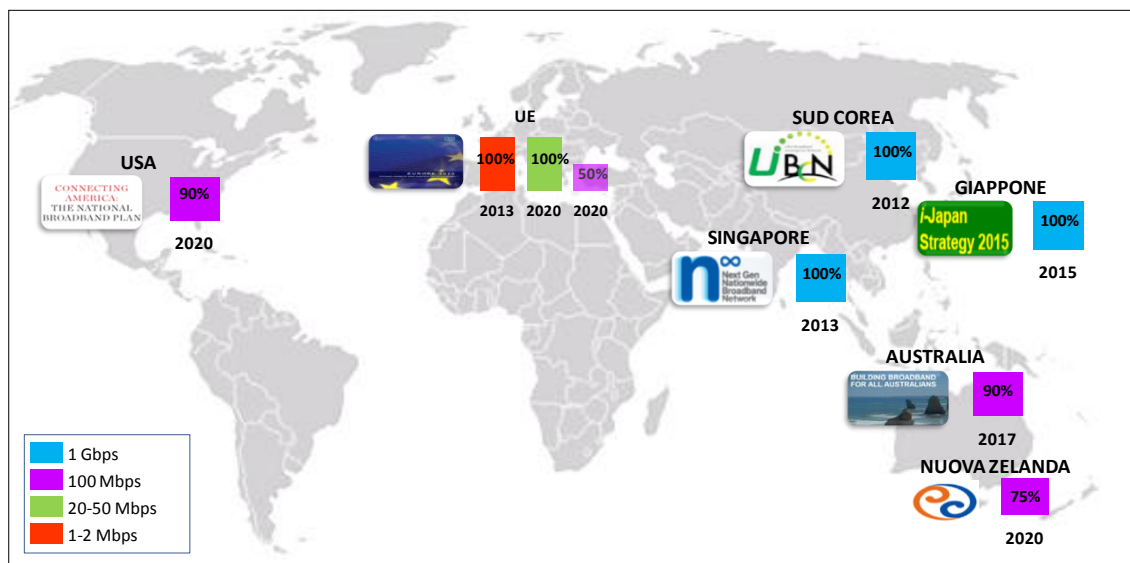 UE
100%
100%
50%
2013
2020
2020
USA
CONNECTING
AMERICA:
THE NATIONAL
BROADBAND PLAN
90%
2020
SUD COREA
UBcN
100%
2012
GIAPPONE
i-Japan
Strategy 2015
100%
2015
SINGAPORE
n∞
Next Gen
Nationwide
Broadband
Network
100%
2013
AUSTRALIA
BUILDING BROADBAND
FOR ALL AUSTRALIANS
90%
2017
NUOVA ZELANDA
75%
2020
1 Gbps
100 Mbps
20-50 Mbps
1-2 Mbps